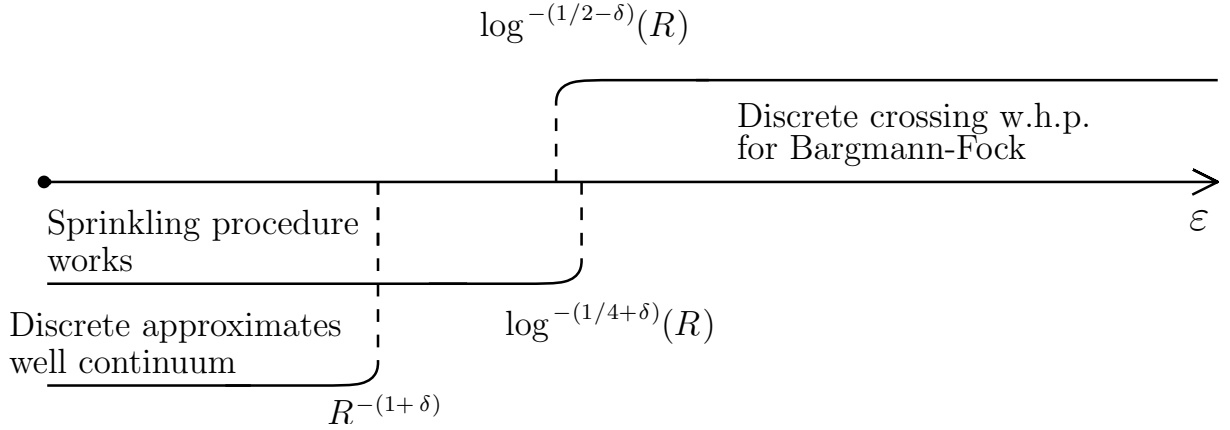 log^{-(1/2-δ)}(R)
Discrete crossing w.h.p.
for Bargmann-Fock
ε
Sprinkling procedure
works
log^{-(1/4+δ)}(R)
Discrete approximates
well continuum
R^{-(1+δ)}